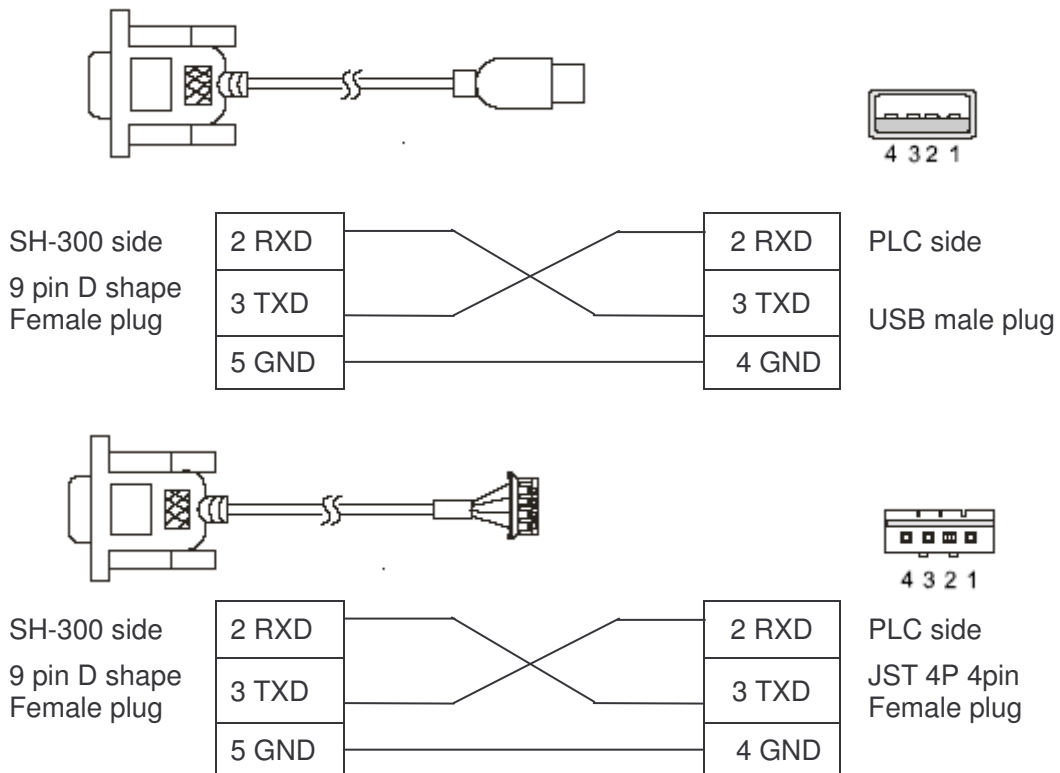 4 3 2 1
SH-300 side
9 pin D shape
Female plug
2 RXD
3 TXD
5 GND
2 RXD
3 TXD
4 GND
PLC side
USB male plug
4 3 2 1
SH-300 side
9 pin D shape
Female plug
2 RXD
3 TXD
5 GND
2 RXD
3 TXD
4 GND
PLC side
JST 4P 4pin
Female plug